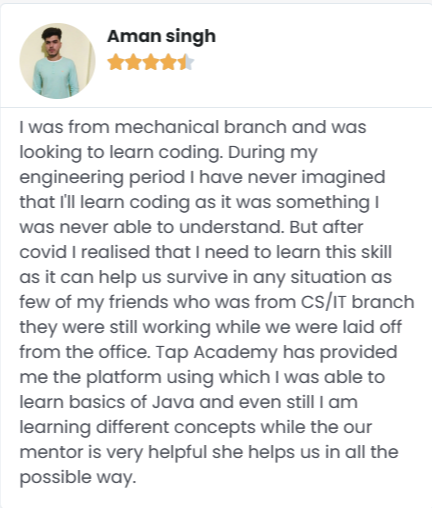 Aman singh
I was from mechanical branch and was
looking to learn coding. During my
engineering period I have never imagined
that I'll learn coding as it was something I
was never able to understand. But after
covid I realised that I need to learn this skill
as it can help us survive in any situation as
few of my friends who was from CS/IT branch
they were still working while we were laid off
from the office. Tap Academy has provided
me the platform using which I was able to
learn basics of Java and even still I am
learning different concepts while the our
mentor is very helpful she helps us in all the
possible way.